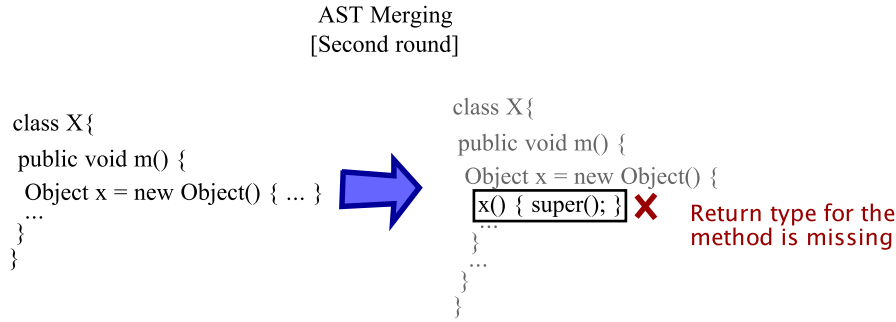 AST Merging
[Second round]
class X{
public void m() {
Object x = new Object() { ... }
...
}
}
class X{
public void m() {
Object x = new Object() {
x() { super(); }
...
}
...
}
}
Return type for the
method is missing